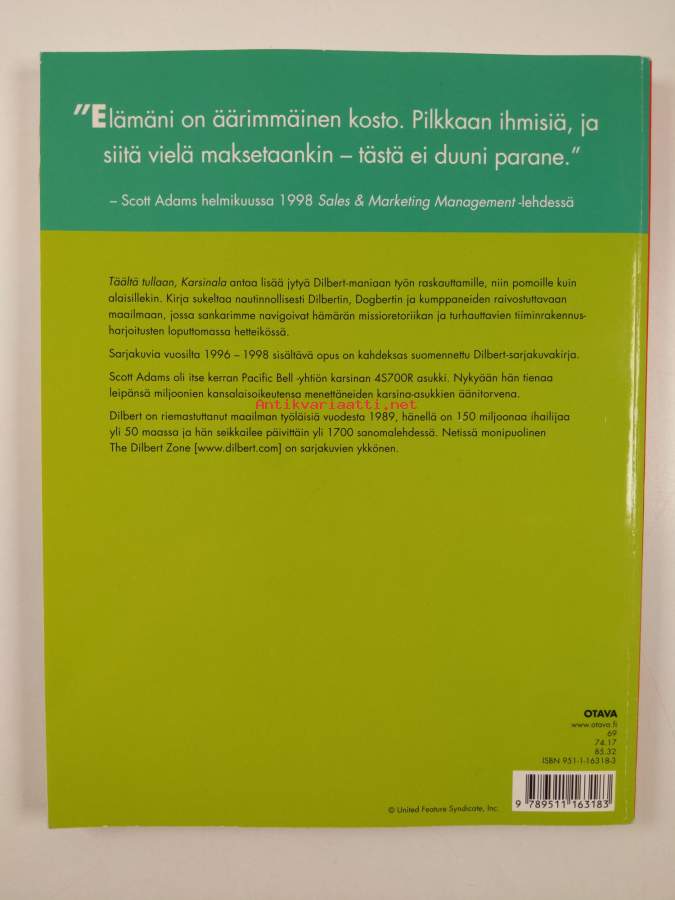 "Elämäni on äärimmäinen kosto. Pilkkaan ihmisiä, ja
siitä vielä maksetaankin – tästä ei duuni parane."
– Scott Adams helmikuussa 1998 Sales & Marketing Management -lehdessä
Täältä tullaan, Karsinala antaa lisää jytyä Dilbert-maniaan työn raskauttamille, niin pomoille kuin
alaisillekin. Kirja sukeltaa nautinnollisesti Dilbertin, Dogbertin ja kumppaneiden raivostuttavaan
maailmaan, jossa sankarimme navigoivat hämärän missioretoriikan ja turhauttavien tiiminrakennus-
harjoitusten loputtomassa hetteikössä.
Sarjakuvia vuosilta 1996 – 1998 sisältävä opus on kahdeksas suomennettu Dilbert-sarjakuvakirja.
Scott Adams oli itse kerran Pacific Bell -yhtiön karsinan 4S700R asukki. Nykyään hän tienaa
leipänsä miljoonien kansalaisoikeutensa menettäneiden karsina-asukkien äänitorvena.
Antikvariaatti.net
Dilbert on riemastuttanut maailman työläisiä vuodesta 1989, hänellä on 150 miljoonaa ihailijaa
yli 50 maassa ja hän seikkailee päivittäin yli 1700 sanomalehdessä. Netissä monipuolinen
The Dilbert Zone [www.dilbert.com] on sarjakuvien ykkönen.
OTAVA
www.otava.fi
69
74.17
85.32
ISBN 951-1-16318-3
© United Feature Syndicate, Inc.
9 789511 163183